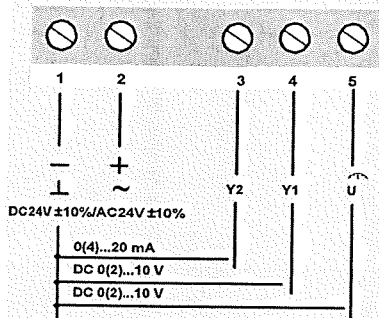 1 2 3 4 5
− +
⊥ ~ Y2 Y1 U
DC24V±10%/AC24V±10%
0(4)...20 mA
DC 0(2)...10 V
DC 0(2)...10 V